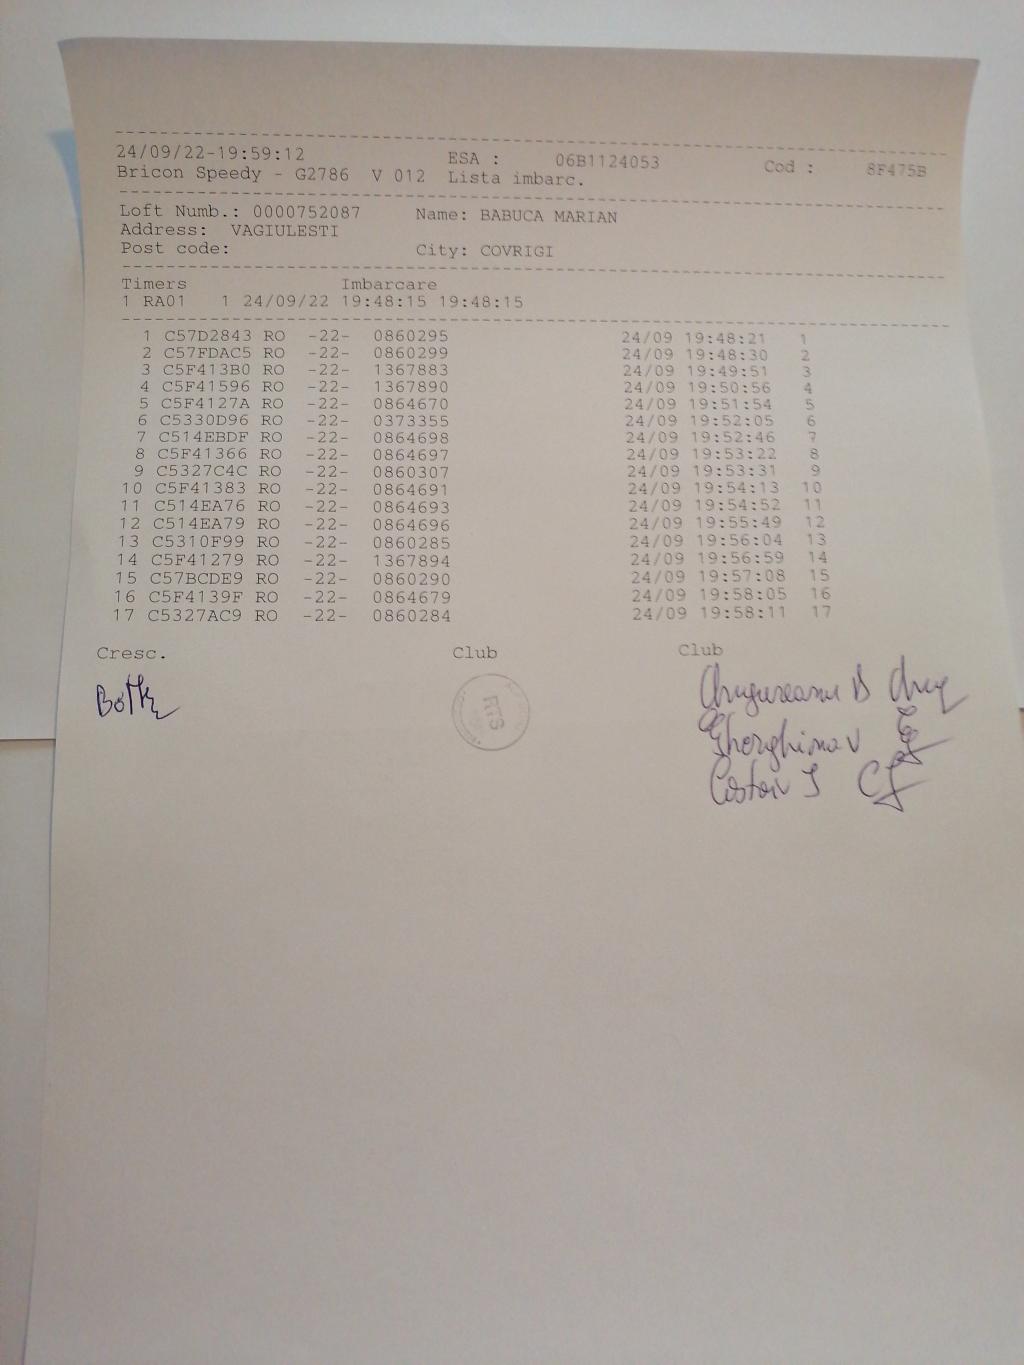 24/09/22-19:59:12 ESA : 06B1124053 Cod : 8F475B
Bricon Speedy - G2786 V 012 Lista imbarc.
Loft Numb.: 0000752087 Name: BABUCA MARIAN
Address: VAGIULESTI
Post code: City: COVRIGI
Timers Imbarcare
1 RA01 1 24/09/22 19:48:15 19:48:15
1 C57D2843 RO -22- 0860295 24/09 19:48:21 1
2 C57FDAC5 RO -22- 0860299 24/09 19:48:30 2
3 C5F413B0 RO -22- 1367883 24/09 19:49:51 3
4 C5F41596 RO -22- 1367890 24/09 19:50:56 4
5 C5F4127A RO -22- 0864670 24/09 19:51:54 5
6 C5330D96 RO -22- 0373355 24/09 19:52:05 6
7 C514EBDF RO -22- 0864698 24/09 19:52:46 7
8 C5F41366 RO -22- 0864697 24/09 19:53:22 8
9 C5327C4C RO -22- 0860307 24/09 19:53:31 9
10 C5F41383 RO -22- 0864691 24/09 19:54:13 10
11 C514EA76 RO -22- 0864693 24/09 19:54:52 11
12 C514EA79 RO -22- 0864696 24/09 19:55:49 12
13 C5310F99 RO -22- 0860285 24/09 19:56:04 13
14 C5F41279 RO -22- 1367894 24/09 19:56:59 14
15 C57BCDE9 RO -22- 0860290 24/09 19:57:08 15
16 C5F4139F RO -22- 0864679 24/09 19:58:05 16
17 C5327AC9 RO -22- 0860284 24/09 19:58:11 17
Cresc. Club Club
RTS
Gherghina V